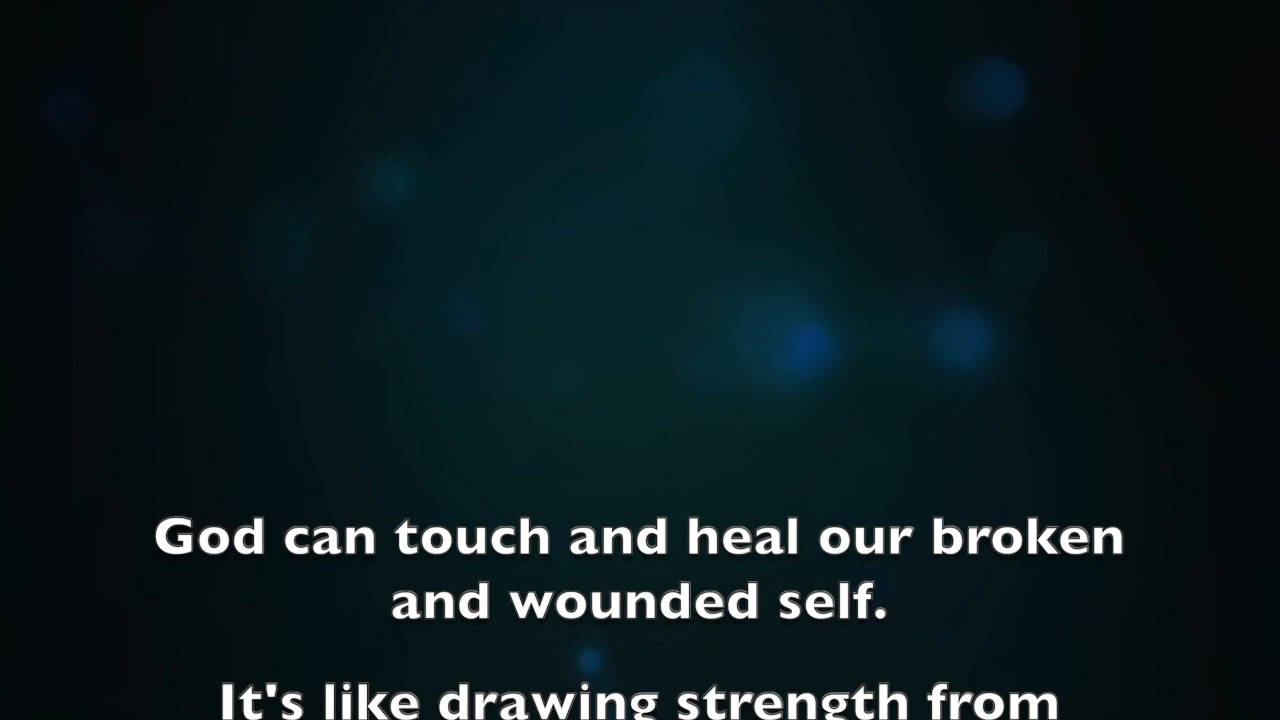 God can touch and heal our broken
and wounded self.
It's like drawing strength from